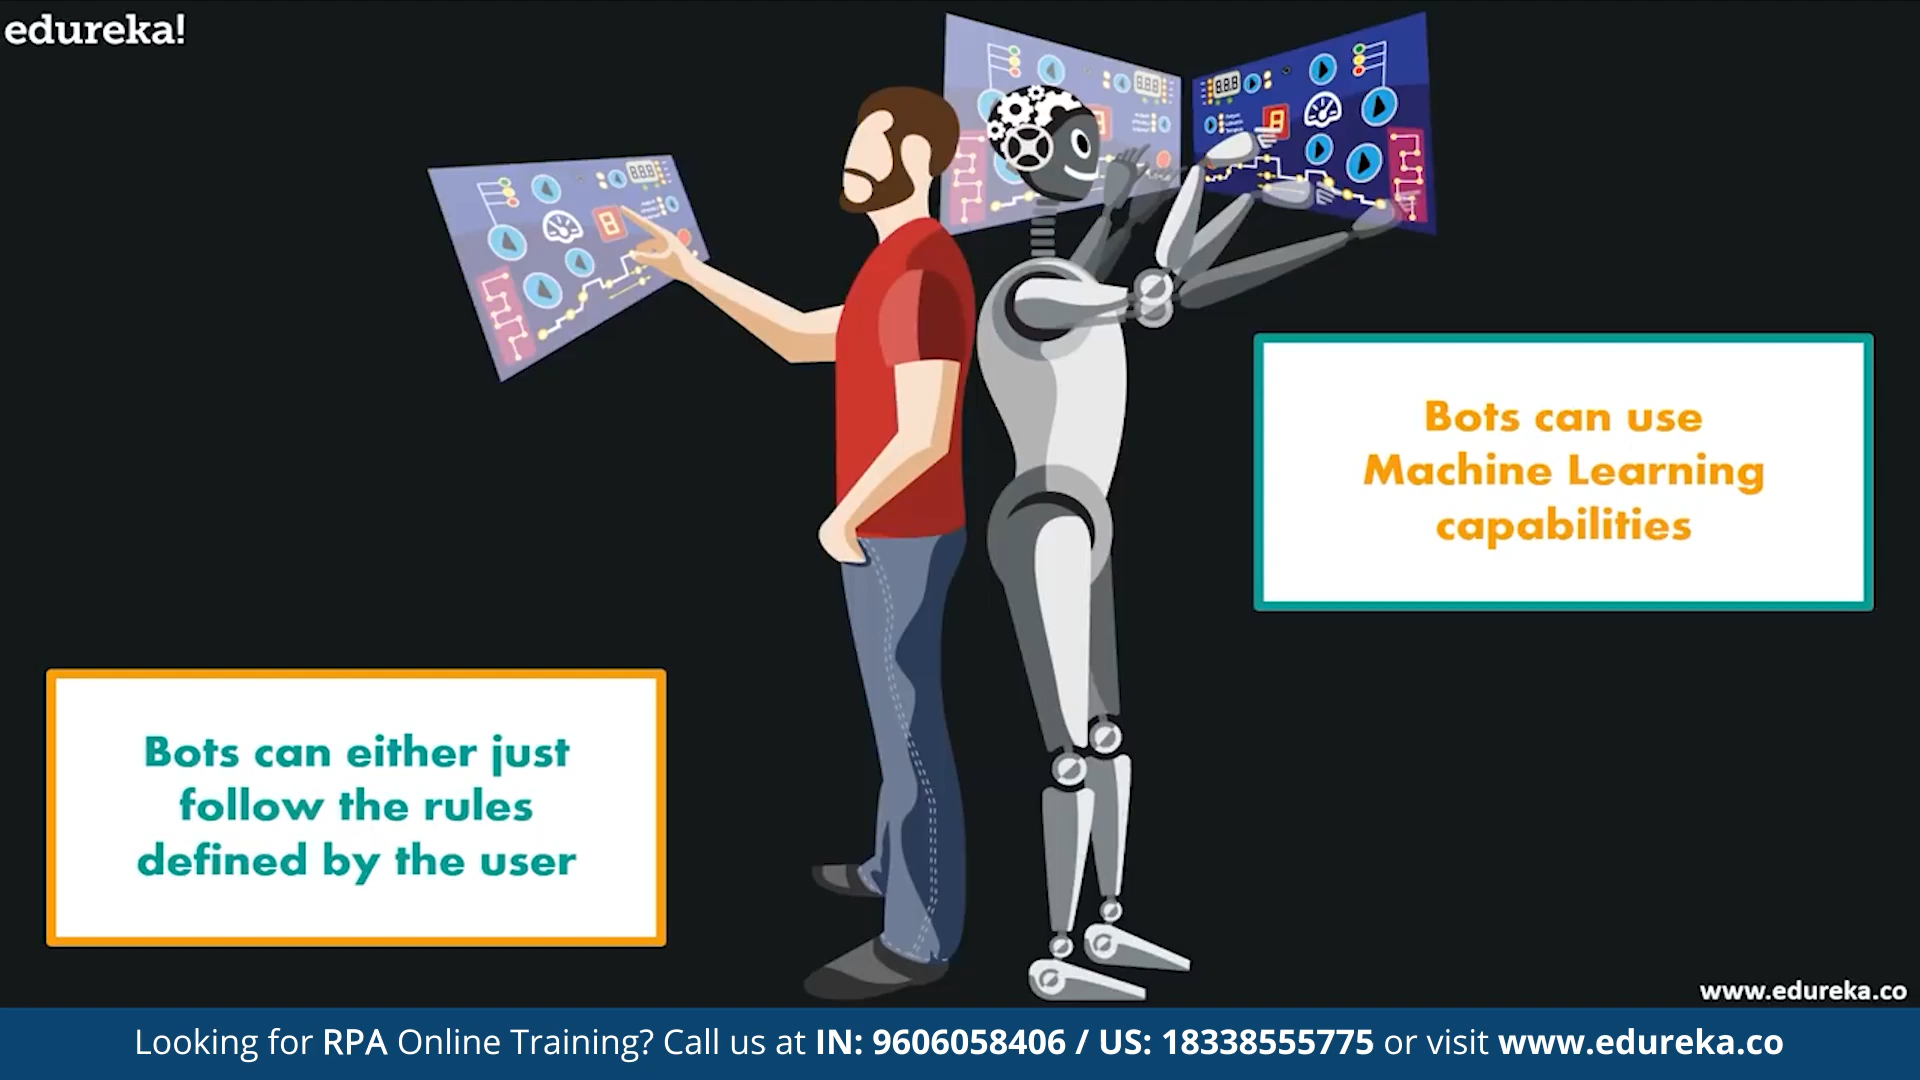 edureka!
Bots can use
Machine Learning
capabilities
Bots can either just
follow the rules
defined by the user
www.edureka.co
Looking for RPA Online Training? Call us at IN: 9606058406 / US: 18338555775 or visit www.edureka.co